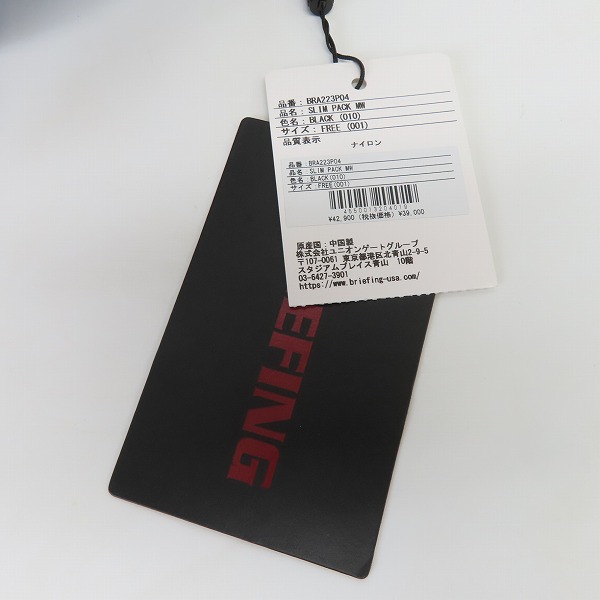 品番：BRA223P04
品名：SLIM PACK MW
色名：BLACK(010)
サイズ：FREE(001)
品質表示
ナイロン
品番：BRA223P04
品名：SLIM PACK MW
色名：BLACK(010)
サイズ：FREE(001)
4550013204019
¥42,900 (税抜価格) ¥39,000
原産国：中国製
株式会社ユニオンゲートグループ
〒107-0061 東京都港区北青山2-9-5
スタジアムプレイス青山 10階
03-6427-3901
https://www.briefing-usa.com/
EFING